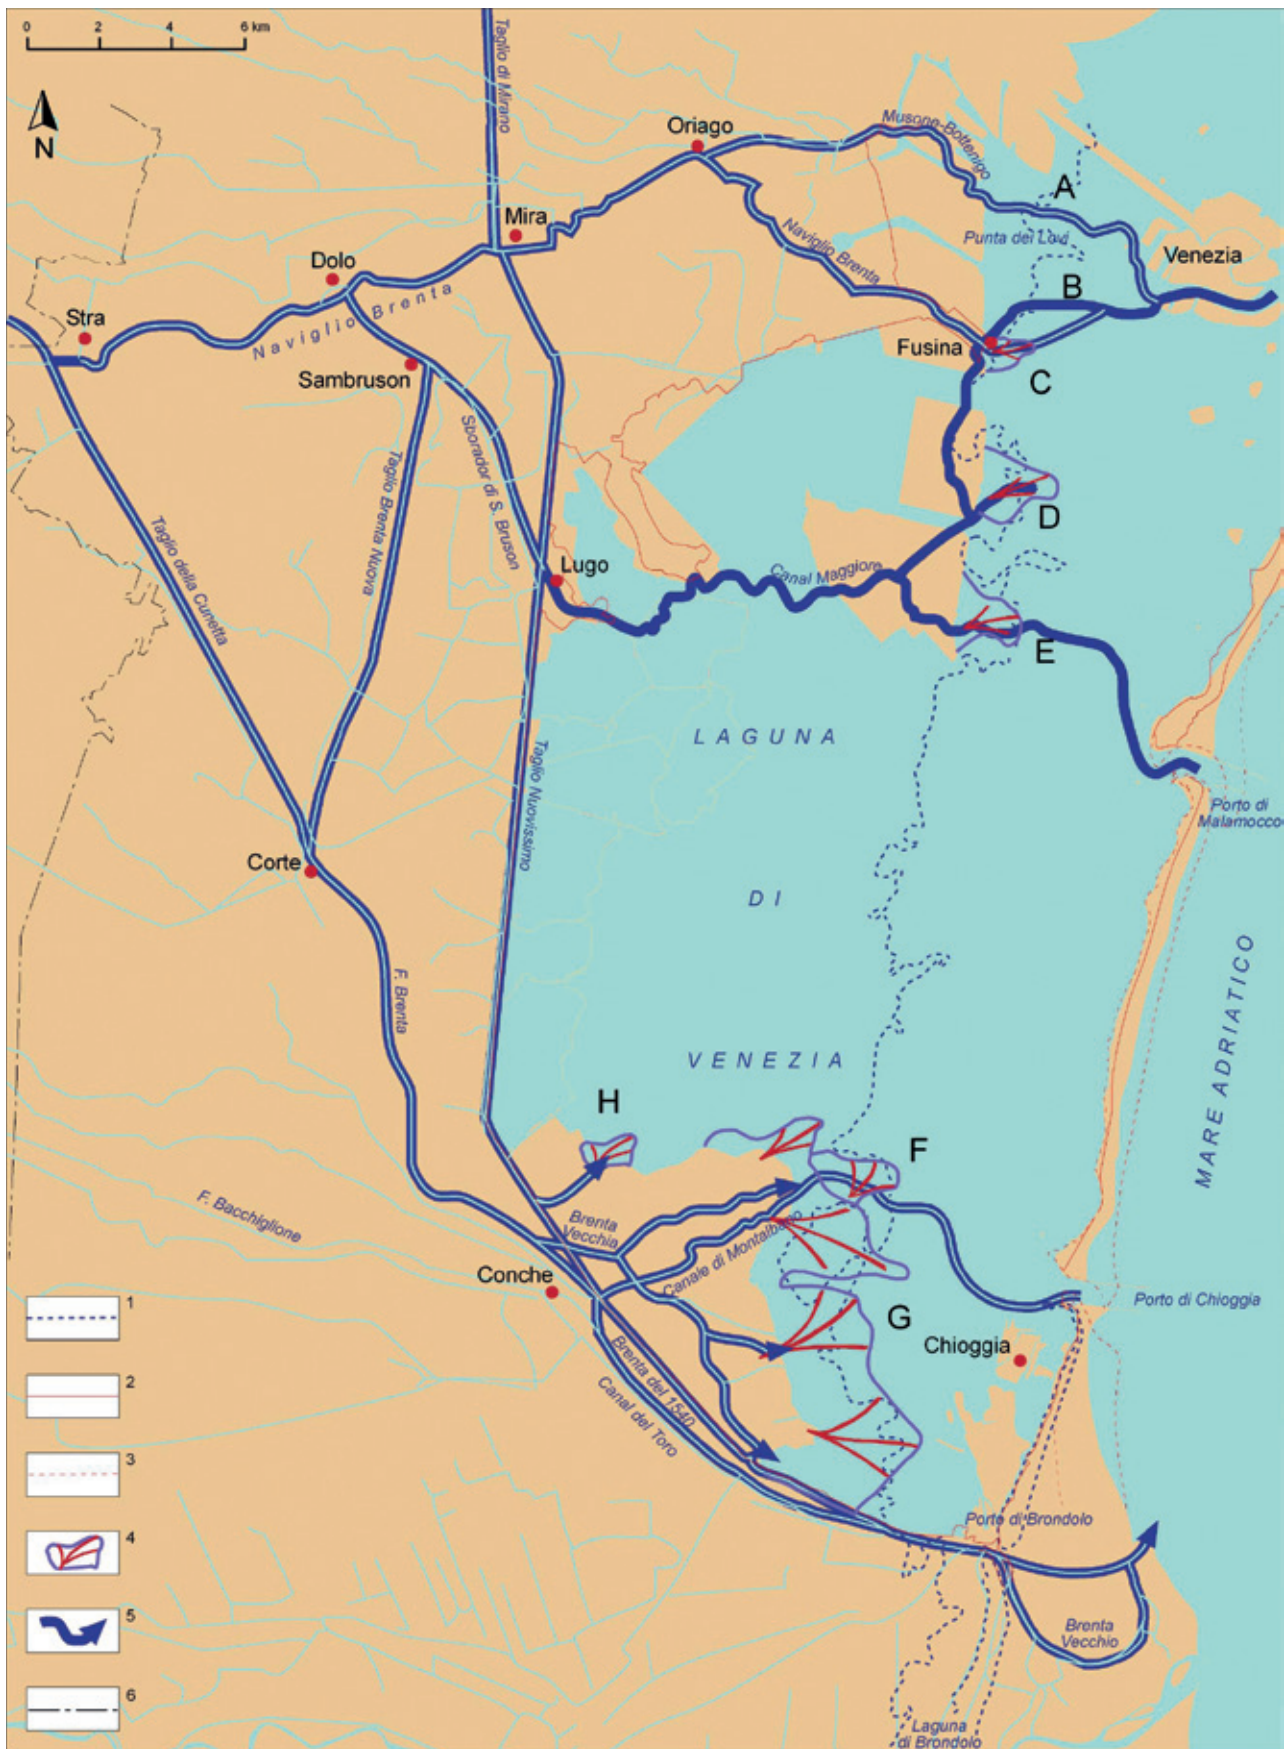 0 2 4 6 km
N
Taglio di Mirano
Oriago
Musone-Bottenigo
A
Mira
Punta dei Lovi
Venezia
Naviglio Brenta
Dolo
B
Stra
Naviglio Brenta
Fusina
C
Sambruson
Sborador di S. Bruson
Taglio Brenta Nuova
D
Taglio della Cunetta
Lugo
Canal Maggiore
E
LAGUNA
Taglio Nuovissimo
Porto di
Malamocco
Corte
DI
F. Brenta
MARE ADRIATICO
VENEZIA
H
F
F. Bacchiglione
Brenta
Vecchia
Canale di Montalbano
Conche
Porto di Chioggia
G
Chioggia
1
Brenta del 1540
Canal del Toro
2
3
Porto di Brondolo
4
5
Brenta
Vecchio
6
Laguna
di Brondolo